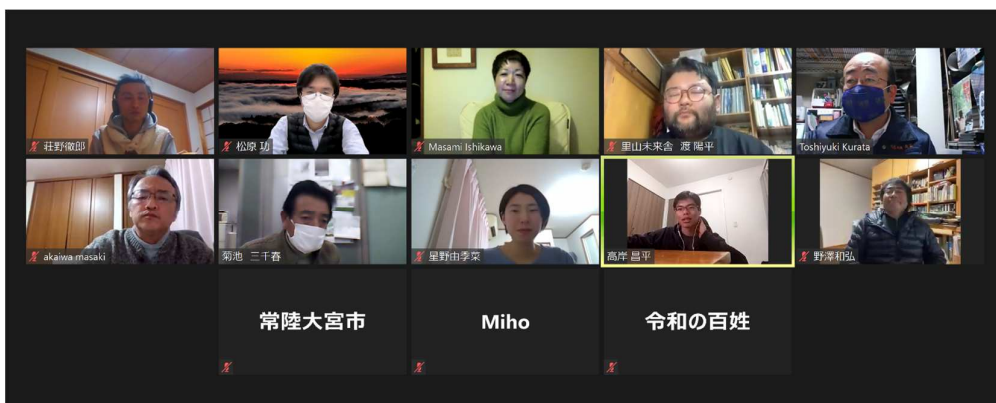 荘野徹郎
松原 功
Masami Ishikawa
里山未来舎 渡 陽平
Toshiyuki Kurata
akaiwa masaki
菊池 三千春
星野由季菜
高岸 昌平
野澤和弘
常陸大宮市
Miho
令和の百姓